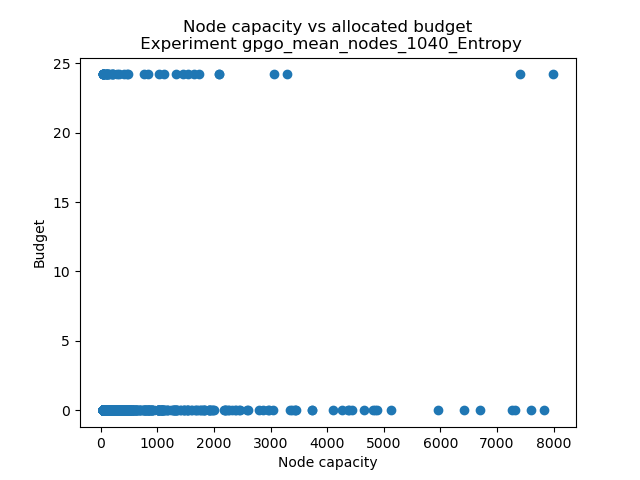 Node capacity vs allocated budget
Experiment gpgo_mean_nodes_1040_Entropy
25
20
15
10
5
0
Budget
0 1000 2000 3000 4000 5000 6000 7000 8000
Node capacity